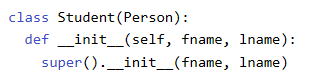 class Student(Person):
  def __init__(self, fname, lname):
    super().__init__(fname, lname)